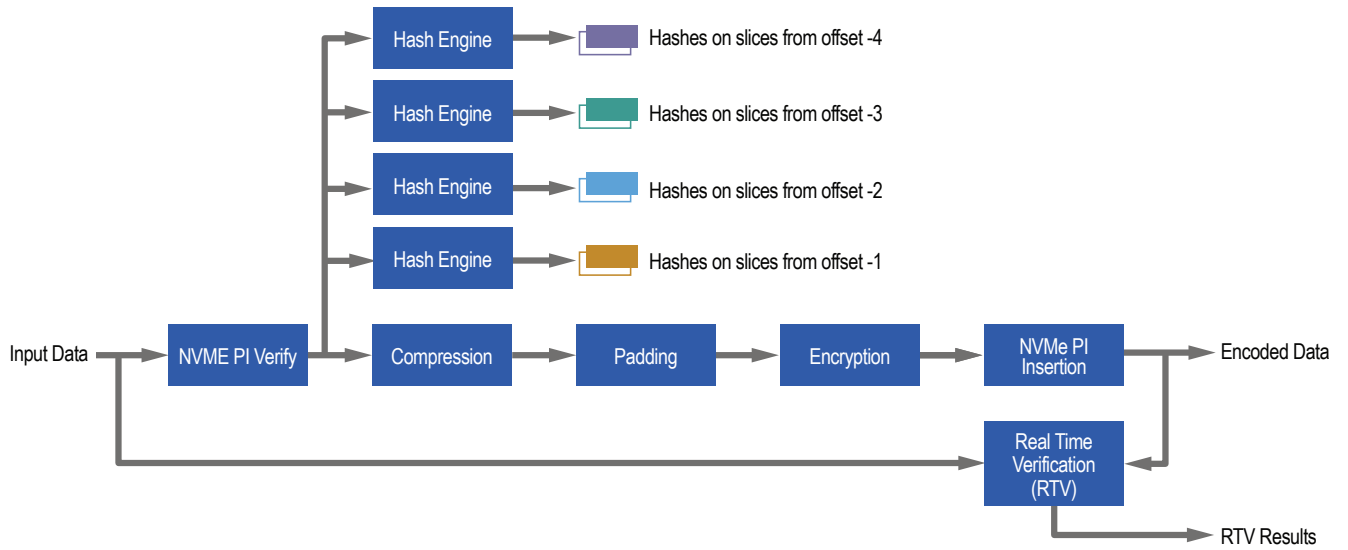 Hash Engine
Hashes on slices from offset -4
Hash Engine
Hashes on slices from offset -3
Hash Engine
Hashes on slices from offset -2
Hash Engine
Hashes on slices from offset -1
Input Data
NVME PI Verify
Compression
Padding
Encryption
NVMe PI
Insertion
Encoded Data
Real Time
Verification
(RTV)
RTV Results